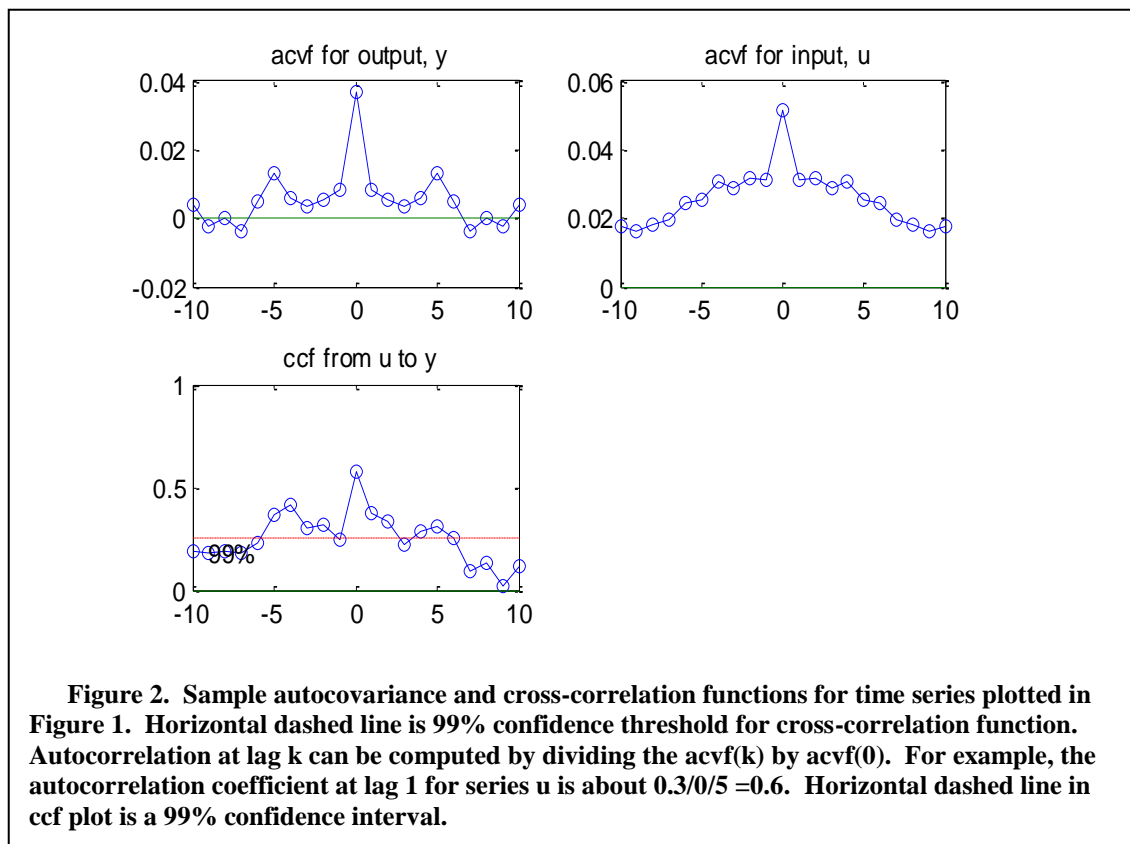 acvf for output, y
0.04
0.02
0
-0.02
-10 -5 0 5 10
acvf for input, u
0.06
0.04
0.02
0
-10 -5 0 5 10
ccf from u to y
1
0.5
0
99%
-10 -5 0 5 10
Figure 2. Sample autocovariance and cross-correlation functions for time series plotted in
Figure 1. Horizontal dashed line is 99% confidence threshold for cross-correlation function.
Autocorrelation at lag k can be computed by dividing the acvf(k) by acvf(0). For example, the
autocorrelation coefficient at lag 1 for series u is about 0.3/0/5 =0.6. Horizontal dashed line in
ccf plot is a 99% confidence interval.